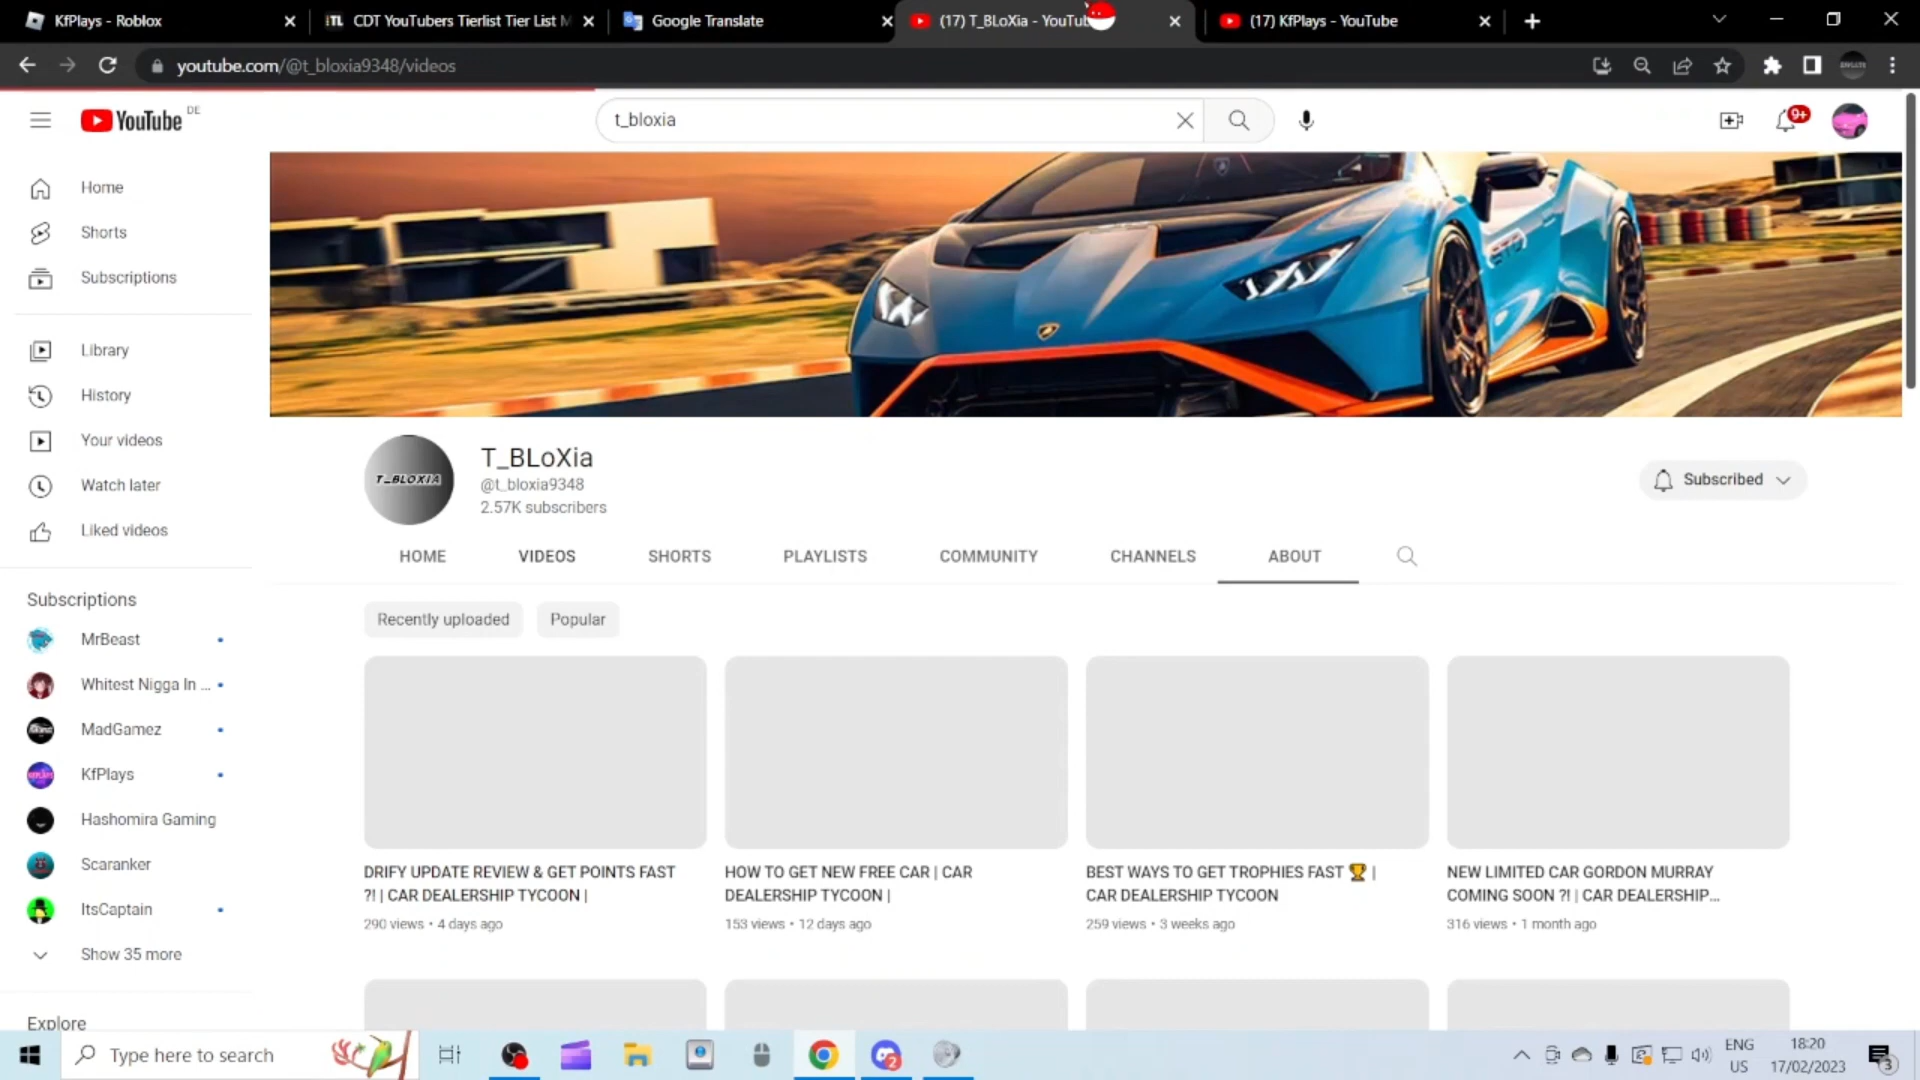 KfPlays - Roblox
CDT YouTubers Tierlist Tier List M
Google Translate
(17) T_BLoXia - YouTub
(17) KfPlays - YouTube
youtube.com/@t_bloxia9348/videos
YouTube DE
t_bloxia
9+
Home
Shorts
Subscriptions
Library
History
Your videos
Watch later
Liked videos
Subscriptions
MrBeast
Whitest Nigga In ...
MadGamez
KfPlays
Hashomira Gaming
Scaranker
ItsCaptain
Show 35 more
Explore
T_BLOXIA
T_BLoXia
@t_bloxia9348
2.57K subscribers
Subscribed
HOME VIDEOS SHORTS PLAYLISTS COMMUNITY CHANNELS ABOUT
Recently uploaded Popular
DRIFY UPDATE REVIEW & GET POINTS FAST
?! | CAR DEALERSHIP TYCOON |
290 views • 4 days ago
HOW TO GET NEW FREE CAR | CAR
DEALERSHIP TYCOON |
153 views • 12 days ago
BEST WAYS TO GET TROPHIES FAST 🏆 |
CAR DEALERSHIP TYCOON
259 views • 3 weeks ago
NEW LIMITED CAR GORDON MURRAY
COMING SOON ?! | CAR DEALERSHIP...
316 views • 1 month ago
Type here to search
2
ENG
US
18:20
17/02/2023
3